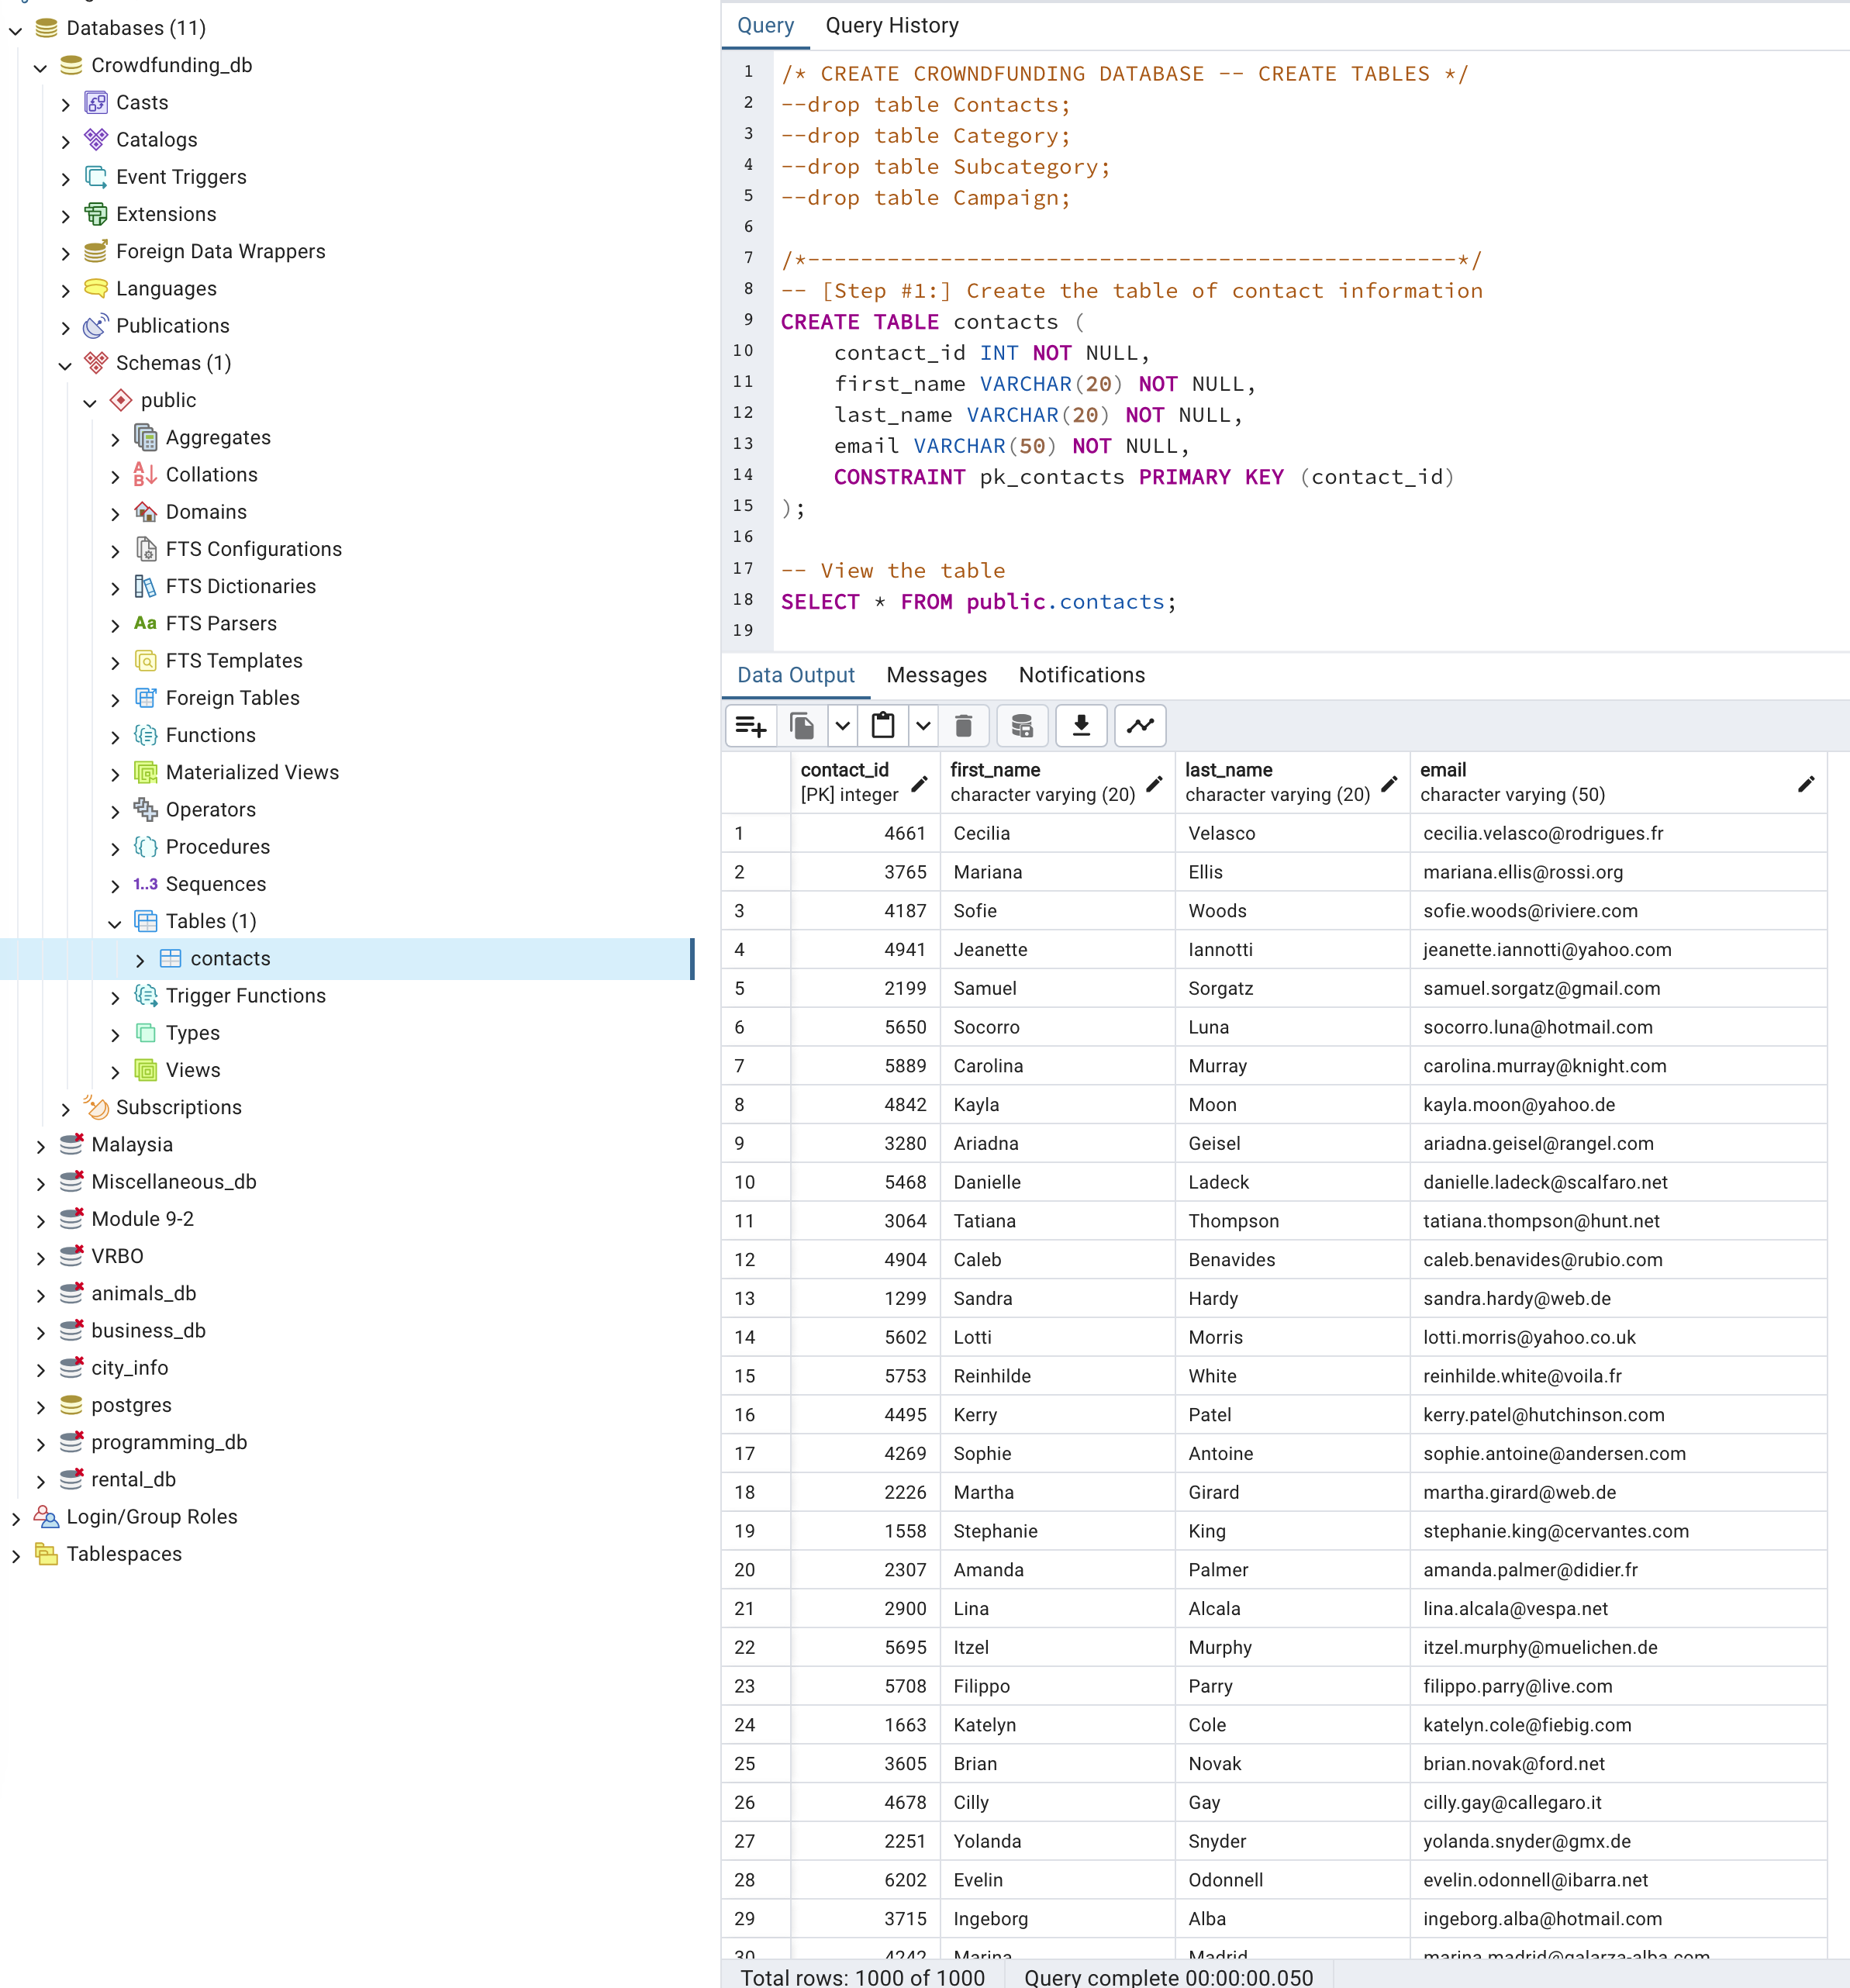 Databases (11)
Crowdfunding_db
Casts
Catalogs
Event Triggers
Extensions
Foreign Data Wrappers
Languages
Publications
Schemas (1)
public
Aggregates
Collations
Domains
FTS Configurations
FTS Dictionaries
Aa FTS Parsers
FTS Templates
Foreign Tables
Functions
Materialized Views
Operators
Procedures
1..3 Sequences
Tables (1)
contacts
Trigger Functions
Types
Views
Subscriptions
Malaysia
Miscellaneous_db
Module 9-2
VRBO
animals_db
business_db
city_info
postgres
programming_db
rental_db
Login/Group Roles
Tablespaces
Query Query History
1 /* CREATE CROWNDFUNDING DATABASE -- CREATE TABLES */
2 --drop table Contacts;
3 --drop table Category;
4 --drop table Subcategory;
5 --drop table Campaign;
6
7 /*-------------------------------------------------*/
8 -- [Step #1:] Create the table of contact information
9 CREATE TABLE contacts (
10 contact_id INT NOT NULL,
11 first_name VARCHAR(20) NOT NULL,
12 last_name VARCHAR(20) NOT NULL,
13 email VARCHAR(50) NOT NULL,
14 CONSTRAINT pk_contacts PRIMARY KEY (contact_id)
15 );
16
17 -- View the table
18 SELECT * FROM public.contacts;
19
Data Output Messages Notifications
contact_id first_name last_name email
[PK] integer character varying (20) character varying (20) character varying (50)
1 4661 Cecilia Velasco cecilia.velasco@rodrigues.fr
2 3765 Mariana Ellis mariana.ellis@rossi.org
3 4187 Sofie Woods sofie.woods@riviere.com
4 4941 Jeanette Iannotti jeanette.iannotti@yahoo.com
5 2199 Samuel Sorgatz samuel.sorgatz@gmail.com
6 5650 Socorro Luna socorro.luna@hotmail.com
7 5889 Carolina Murray carolina.murray@knight.com
8 4842 Kayla Moon kayla.moon@yahoo.de
9 3280 Ariadna Geisel ariadna.geisel@rangel.com
10 5468 Danielle Ladeck danielle.ladeck@scalfaro.net
11 3064 Tatiana Thompson tatiana.thompson@hunt.net
12 4904 Caleb Benavides caleb.benavides@rubio.com
13 1299 Sandra Hardy sandra.hardy@web.de
14 5602 Lotti Morris lotti.morris@yahoo.co.uk
15 5753 Reinhilde White reinhilde.white@voila.fr
16 4495 Kerry Patel kerry.patel@hutchinson.com
17 4269 Sophie Antoine sophie.antoine@andersen.com
18 2226 Martha Girard martha.girard@web.de
19 1558 Stephanie King stephanie.king@cervantes.com
20 2307 Amanda Palmer amanda.palmer@didier.fr
21 2900 Lina Alcala lina.alcala@vespa.net
22 5695 Itzel Murphy itzel.murphy@muelichen.de
23 5708 Filippo Parry filippo.parry@live.com
24 1663 Katelyn Cole katelyn.cole@fiebig.com
25 3605 Brian Novak brian.novak@ford.net
26 4678 Cilly Gay cilly.gay@callegaro.it
27 2251 Yolanda Snyder yolanda.snyder@gmx.de
28 6202 Evelin Odonnell evelin.odonnell@ibarra.net
29 3715 Ingeborg Alba ingeborg.alba@hotmail.com
30 4242 Marina Madrid marina.madrid@galarza-alba.com
Total rows: 1000 of 1000 Query complete 00:00:00.050